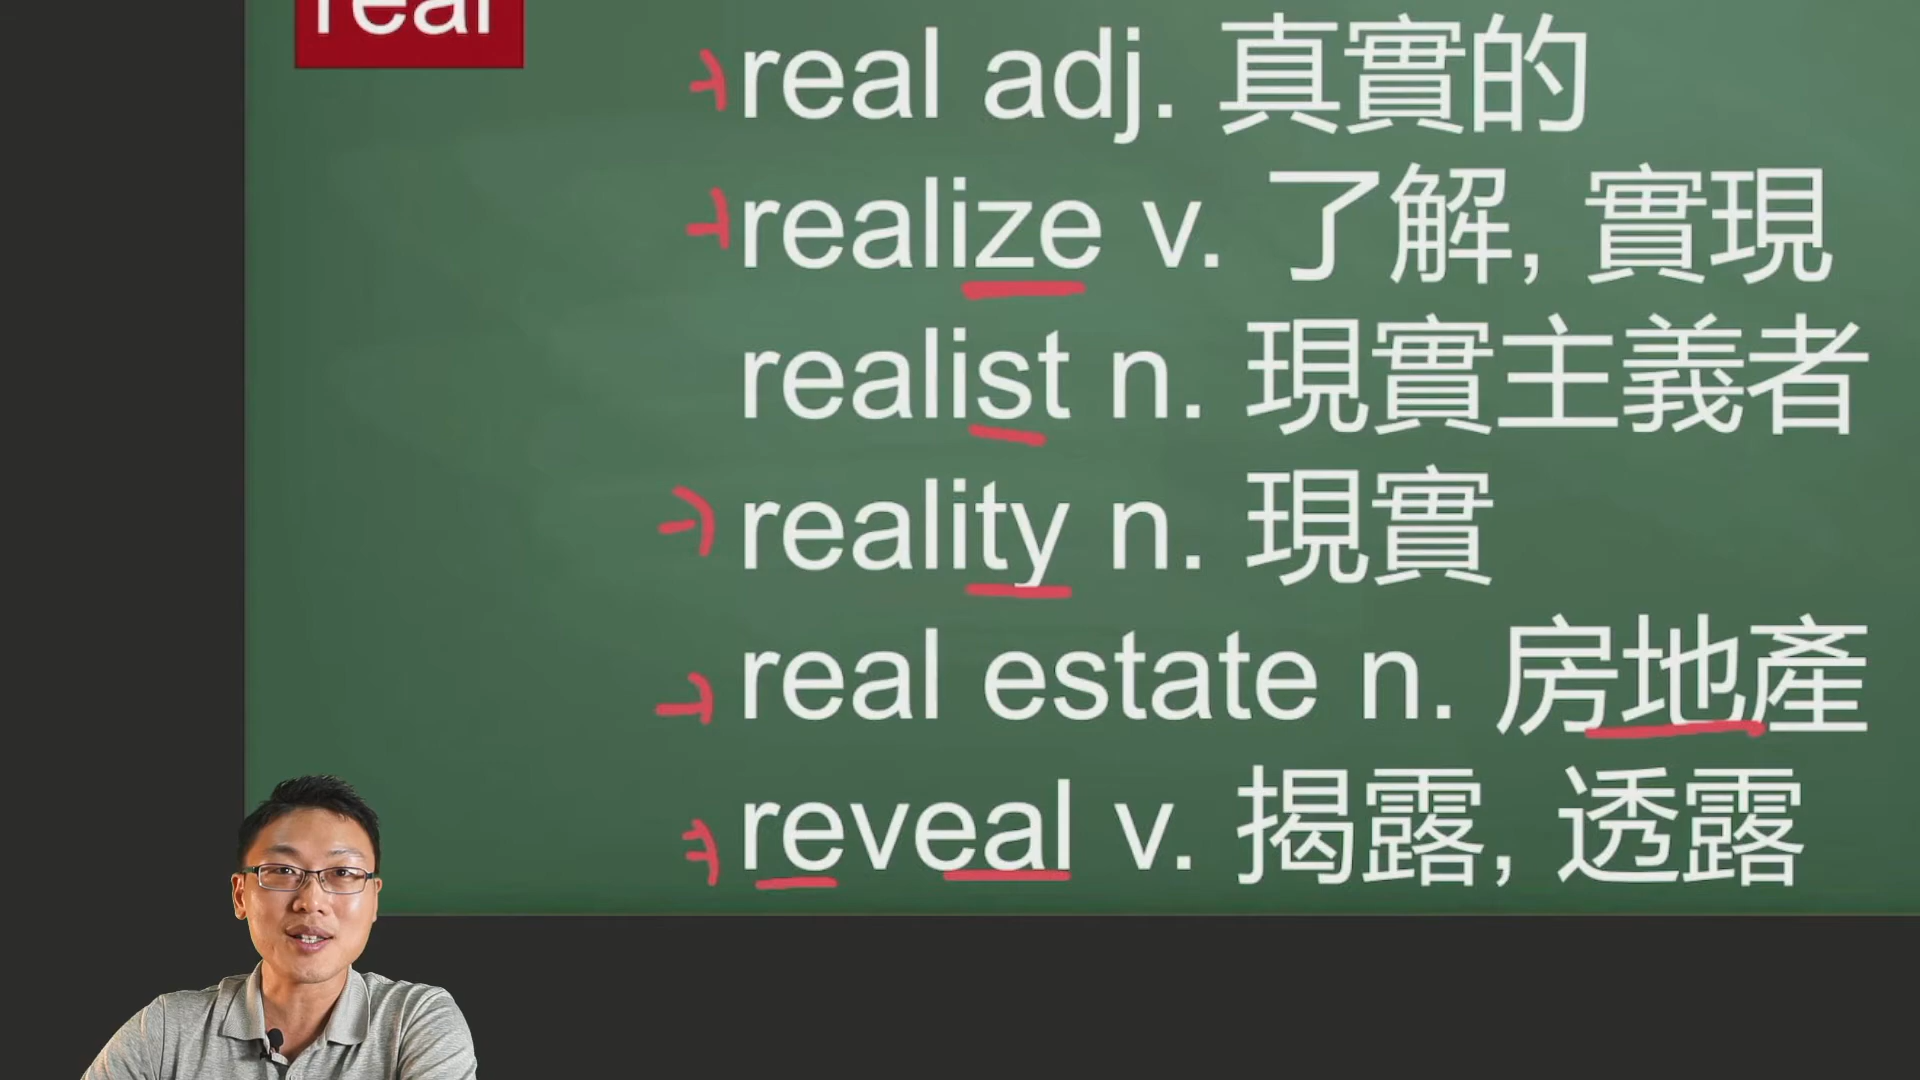 real
real adj. 真實的
realize v. 了解, 實現
realist n. 現實主義者
reality n. 現實
real estate n. 房地產
reveal v. 揭露, 透露